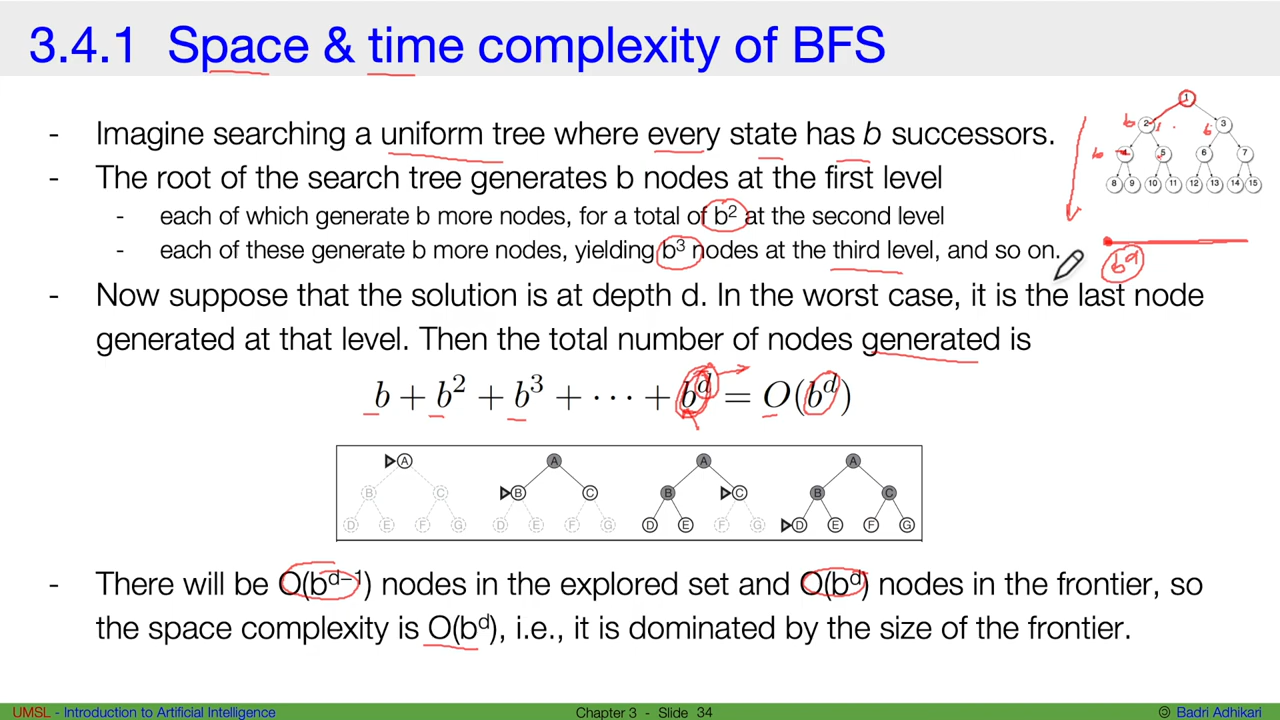 3.4.1 Space & time complexity of BFS
- Imagine searching a uniform tree where every state has b successors.
- The root of the search tree generates b nodes at the first level
- each of which generate b more nodes, for a total of b² at the second level
- each of these generate b more nodes, yielding b³ nodes at the third level, and so on.
1
b 2 b 3
b 4 5 6 7
8 9 10 11 12 13 14 15
b^d
- Now suppose that the solution is at depth d. In the worst case, it is the last node
generated at that level. Then the total number of nodes generated is
b + b² + b³ + ··· + b^d = O(b^d)
A A A A
B C B C B C B C
D E F G D E F G D E F G D E F G
- There will be O(b^d−1) nodes in the explored set and O(b^d) nodes in the frontier, so
the space complexity is O(b^d), i.e., it is dominated by the size of the frontier.
UMSL - Introduction to Artificial Intelligence Chapter 3 - Slide 34 Badri Adhikari